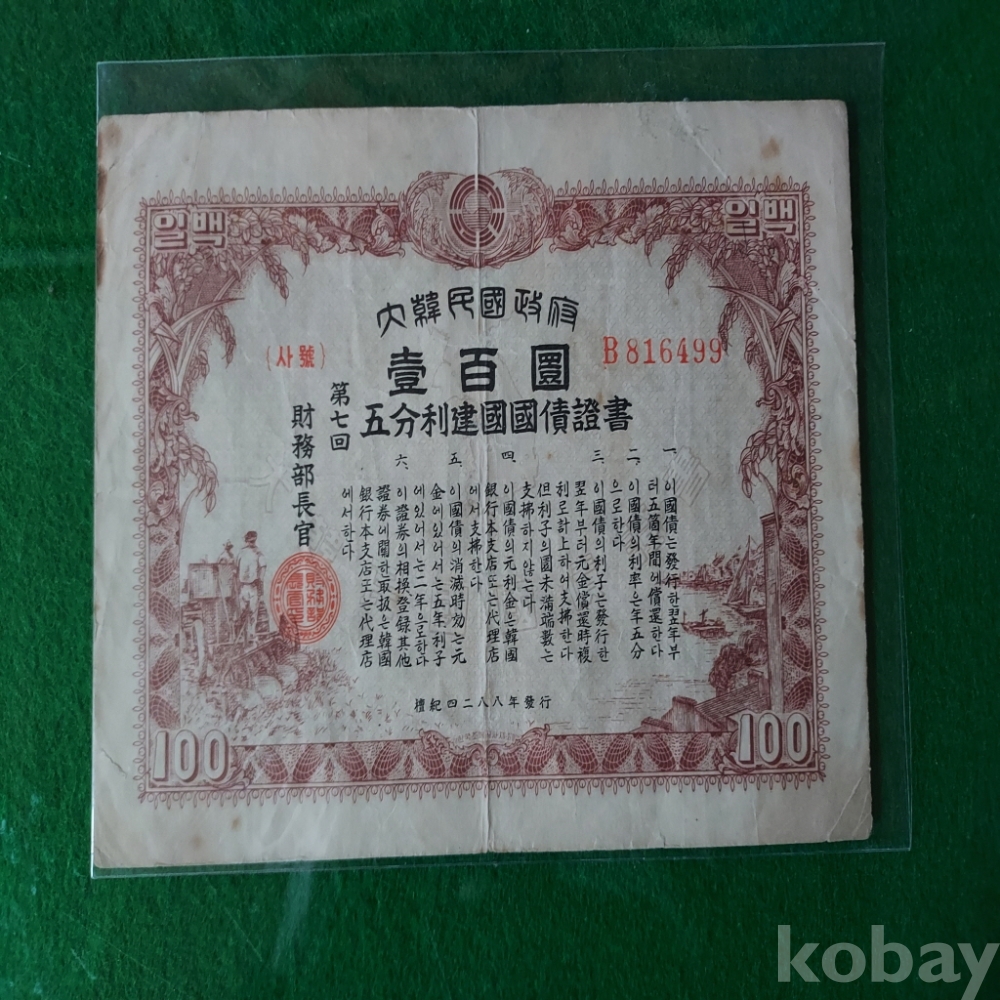 일백
일백
大韓民國政府
(사號)
壹百圜
B816499
五分利建國國債證書
第七回
財務部長官
一、이國債는發行한翌年부
터五箇年間에償還한다
二、이國債의利率은年五分
으로한다
三、이國債의利子는發行한
翌年부터元金償還時複
利로計上하여支拂한다
但利子의圜未滿端數는
支拂하지않는다
四、이國債의元利金은韓國
銀行本支店또는代理店
에서支拂한다
五、이國債의消滅時効는元
金에있어서는五年利子
에있어서는二年으로한다
六、이證券의相換登録其他
證券에關한取扱은韓國
銀行本支店또는代理店
에서하다
檀紀四二八八年發行
100
100
kobay